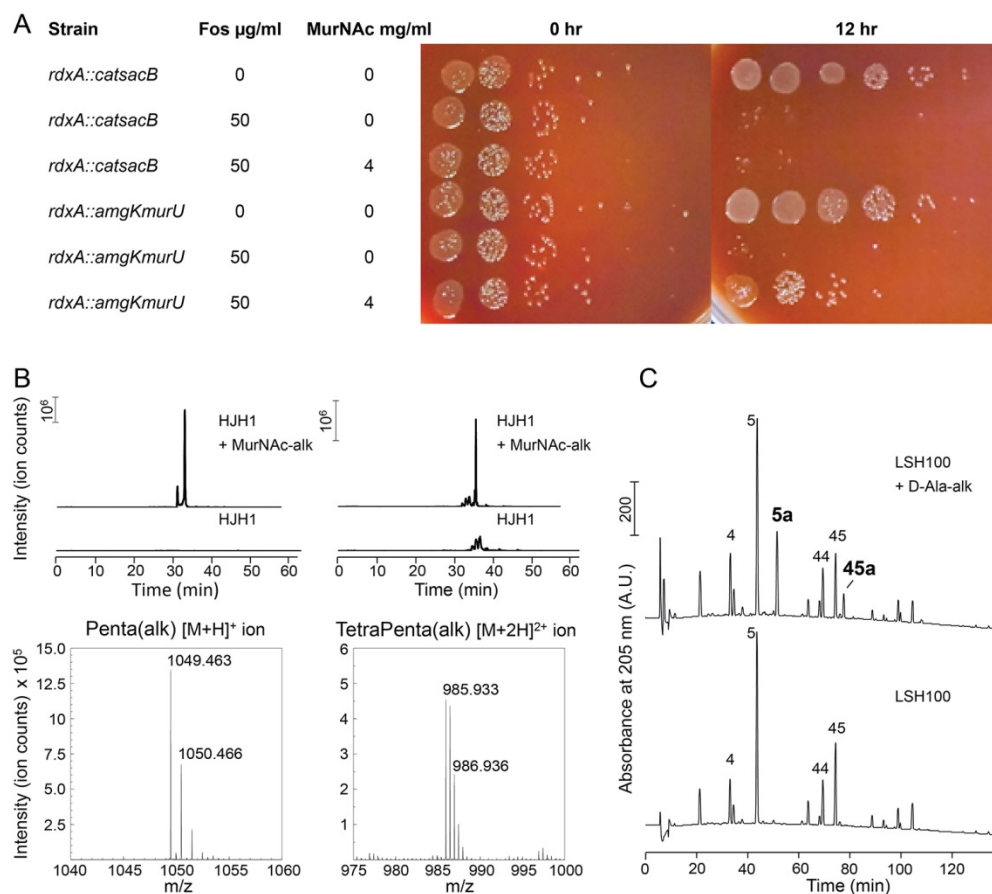 A
Strain Fos µg/ml MurNAc mg/ml 0 hr 12 hr
rdxA::catsacB 0 0
rdxA::catsacB 50 0
rdxA::catsacB 50 4
rdxA::amgKmurU 0 0
rdxA::amgKmurU 50 0
rdxA::amgKmurU 50 4
B
Intensity (ion counts)
10⁶
HJH1
+ MurNAc-alk
HJH1
0 10 20 30 40 50 60
Time (min)
10⁶
HJH1
+ MurNAc-alk
HJH1
0 10 20 30 40 50 60
Time (min)
Penta(alk) [M+H]⁺ ion
Intensity (ion counts) x 10⁵
15.0
12.5
10.0
7.5
5.0
2.5
1049.463
1050.466
1040 1045 1050 1055 1060
m/z
TetraPenta(alk) [M+2H]²⁺ ion
6
5
4
3
2
1
985.933
986.936
975 980 985 990 995 1000
m/z
C
Absorbance at 205 nm (A.U.)
200
5
LSH100
+ D-Ala-alk
5a
4
45
44
45a
5
LSH100
45
4
44
0 20 40 60 80 100 120
Time (min)